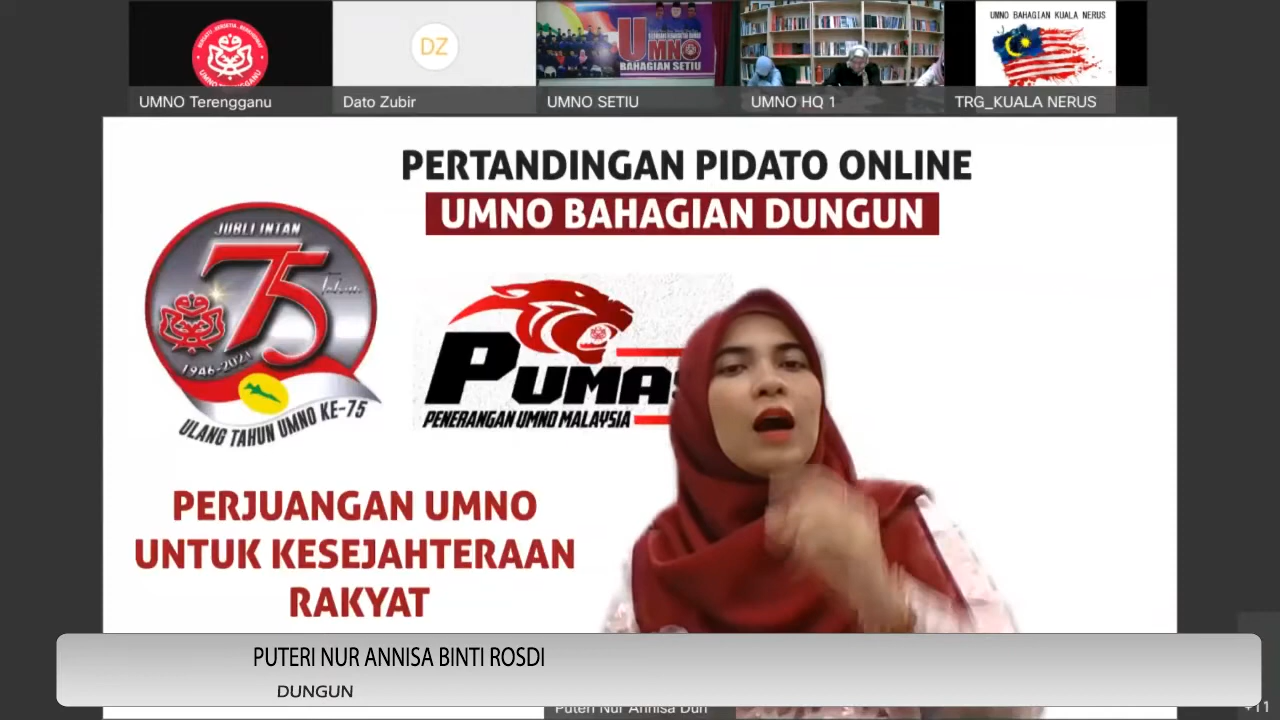 UMNO BAHAGIAN KUALA NERUS
UMNO
BAHAGIAN SETIU
UMNO Terengganu
DZ
Dato Zubir
UMNO SETIU
UMNO HQ 1
TRG_KUALA NERUS
PERTANDINGAN PIDATO ONLINE
UMNO BAHAGIAN DUNGUN
JUBLI INTAN
75
Tahun
1946-2021
ULANG TAHUN UMNO KE-75
PUMA
PENERANGAN UMNO MALAYSIA
PERJUANGAN UMNO
UNTUK KESEJAHTERAAN
RAKYAT
PUTERI NUR ANNISA BINTI ROSDI
DUNGUN
Puteri Nur Annisa Dun
+11